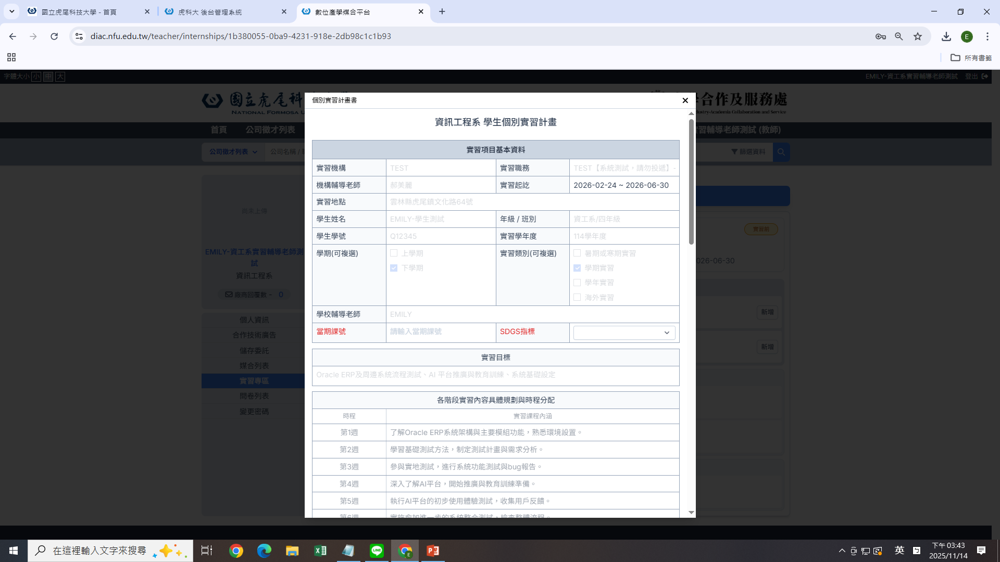 國立虎尾科技大學 - 首頁
虎科大 後台管理系統
數位產學媒合平台
diac.nfu.edu.tw/teacher/internships/1b380055-0ba9-4231-918e-2db98c1c1b93
E
所有書籤
字體大小 小 中 大
EMILY-資工系實習輔導老師測試 登出
國立虎尾科
NATIONAL FORMOSA U
學合作及服務處
dustry-Academia Collaboration and Service
首頁 公司徵才列表
實習輔導老師測試 (教師)
公司徵才列表 公司名稱 /
篩選資料
尚未上傳
EMILY-資工系實習輔導老師測
試
資訊工程系
廠商回覆數 - 0
個人資訊
合作技術廣告
儲存委託
媒合列表
實習專區
問卷列表
變更密碼
個別實習計畫書
資訊工程系 學生個別實習計畫
實習項目基本資料
實習機構 TEST 實習職務 TEST【系統測試，請勿投遞】-
機構輔導老師 郝美麗 實習起訖 2026-02-24 ~ 2026-06-30
實習地點 雲林縣虎尾鎮文化路64號
學生姓名 EMILY-學生測試 年級 / 班別 資工系/四年級
學生學號 Q12345 實習學年度 114學年度
學期(可複選) 上學期 實習類別(可複選) 暑期或寒期實習
下學期 學期實習
學年實習
海外實習
學校輔導老師 EMILY
當期課號 請輸入當期課號 SDGS指標
實習目標
Oracle ERP及周邊系統流程測試、AI 平台推廣與教育訓練、系統基礎設定
各階段實習內容具體規劃與時程分配
時程 實習課程內涵
第1週 了解Oracle ERP系統架構與主要模組功能，熟悉環境設置。
第2週 學習基礎測試方法，制定測試計畫與需求分析。
第3週 參與實地測試，進行系統功能測試與bug報告。
第4週 深入了解AI平台，開始推廣與教育訓練準備。
第5週 執行AI平台的初步使用體驗測試，收集用戶反饋。
第6週 實施愈加進一步的系統整合測試，檢查整體流程。
實習前
026-06-30
新增
新增
在這裡輸入文字來搜尋
英
下午 03:43
2025/11/14